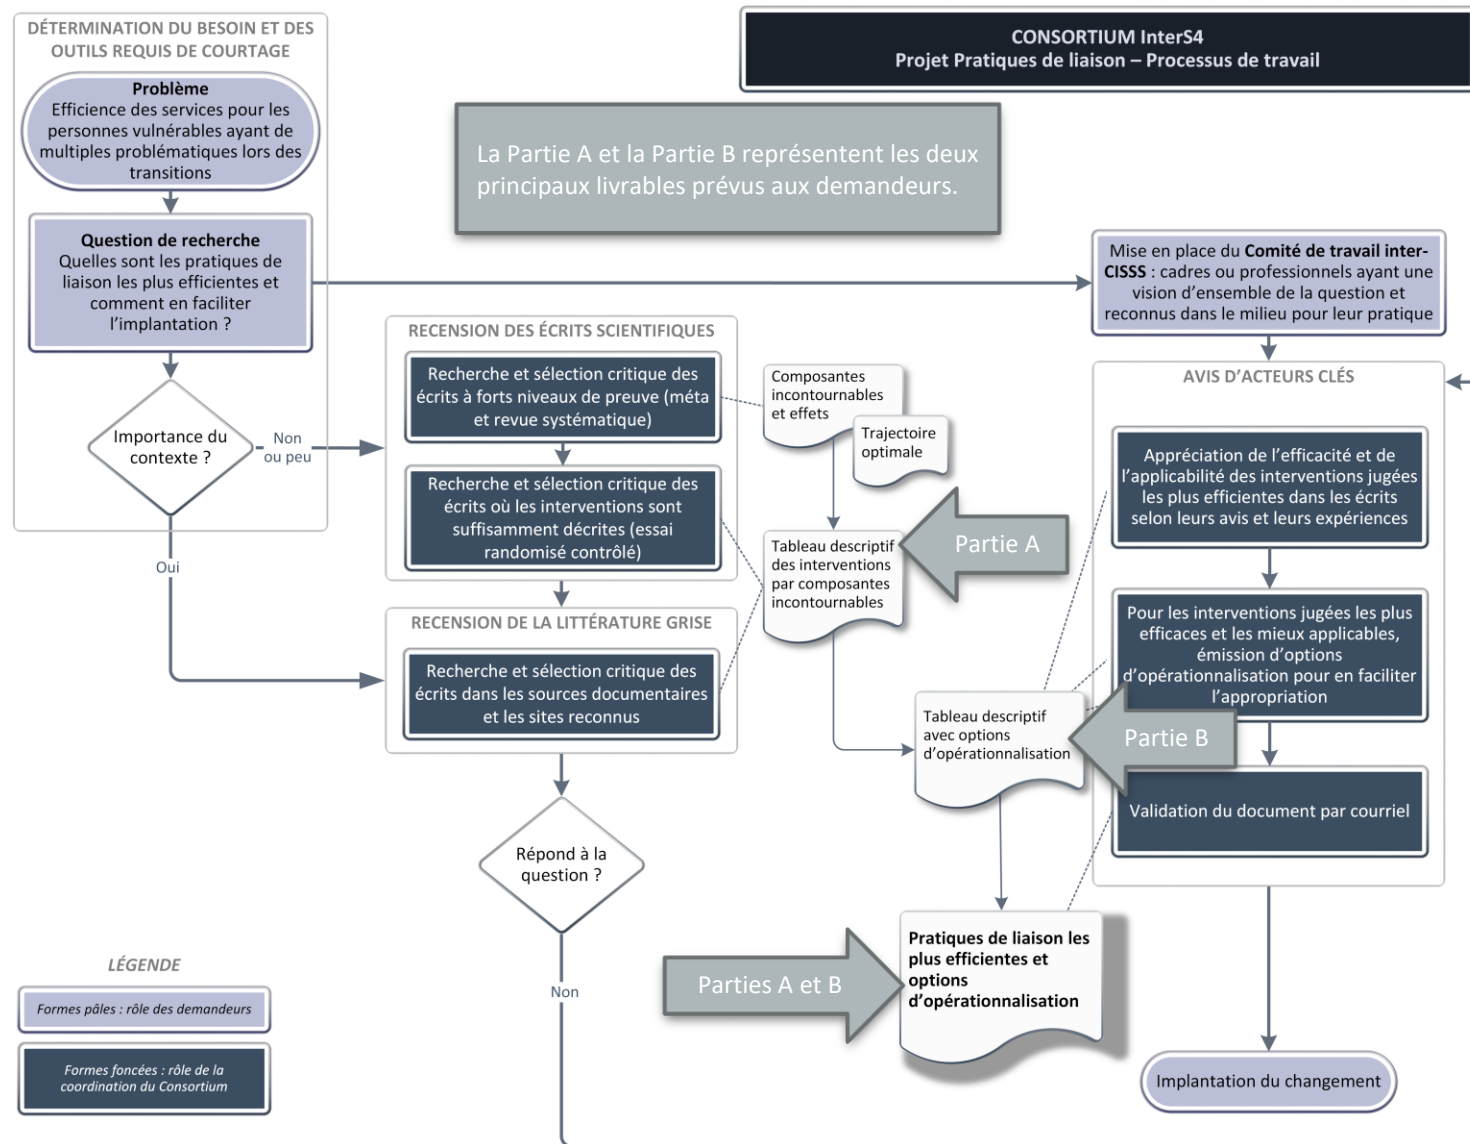 DÉTERMINATION DU BESOIN ET DES
OUTILS REQUIS DE COURTAGE
Problème
Efficience des services pour les
personnes vulnérables ayant de
multiples problématiques lors des
transitions
Question de recherche
Quelles sont les pratiques de
liaison les plus efficientes et
comment en faciliter
l’implantation ?
Importance du
contexte ?
Non
ou peu
Oui
CONSORTIUM InterS4
Projet Pratiques de liaison – Processus de travail
La Partie A et la Partie B représentent les deux
principaux livrables prévus aux demandeurs.
RECENSION DES ÉCRITS SCIENTIFIQUES
Recherche et sélection critique des
écrits à forts niveaux de preuve (méta
et revue systématique)
Recherche et sélection critique des
écrits où les interventions sont
suffisamment décrites (essai
randomisé contrôlé)
RECENSION DE LA LITTÉRATURE GRISE
Recherche et sélection critique des
écrits dans les sources documentaires
et les sites reconnus
Répond à la
question ?
Non
Composantes
incontournables
et effets
Trajectoire
optimale
Tableau descriptif
des interventions
par composantes
incontournables
Partie A
Tableau descriptif
avec options
d’opérationnalisation
Partie B
Pratiques de liaison les
plus efficientes et
options
d’opérationnalisation
Parties A et B
Mise en place du Comité de travail inter-
CISSS : cadres ou professionnels ayant une
vision d’ensemble de la question et
reconnus dans le milieu pour leur pratique
AVIS D’ACTEURS CLÉS
Appréciation de l’efficacité et de
l’applicabilité des interventions jugées
les plus efficientes dans les écrits
selon leurs avis et leurs expériences
Pour les interventions jugées les plus
efficaces et les mieux applicables,
émission d’options
d’opérationnalisation pour en faciliter
l’appropriation
Validation du document par courriel
Implantation du changement
LÉGENDE
Formes pâles : rôle des demandeurs
Formes foncées : rôle de la
coordination du Consortium